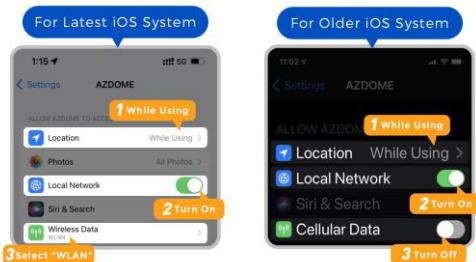 For Latest iOS System
1:15
5G
Settings
AZDOME
ALLOW AZDOME TO ACCE
1 While Using
Location
While Using
Photos
All Photos
Local Network
Siri & Search
2 Turn On
Wireless Data
WLAN
3 Select "WLAN"
For Older iOS System
11:02
Settings
AZDOME
ALLOW AZDOM
1 While Using
Location
While Using
Local Network
Siri & Search
2 Turn On
Cellular Data
3 Turn Off